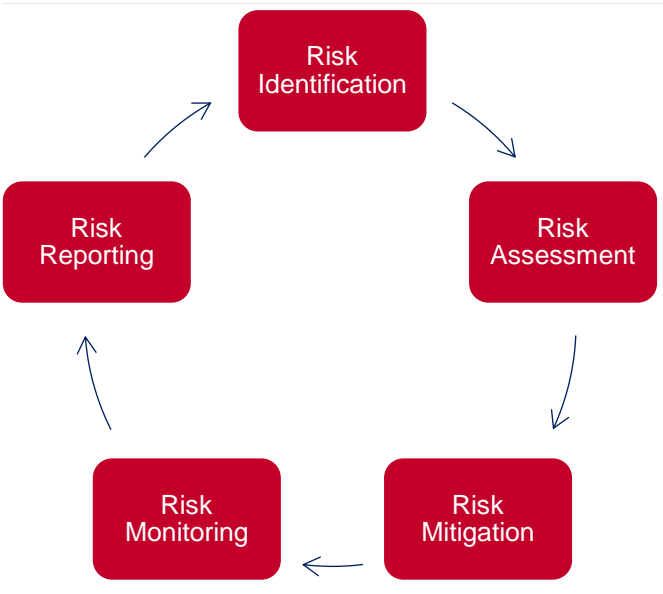 Risk
Identification
Risk
Assessment
Risk
Mitigation
Risk
Monitoring
Risk
Reporting